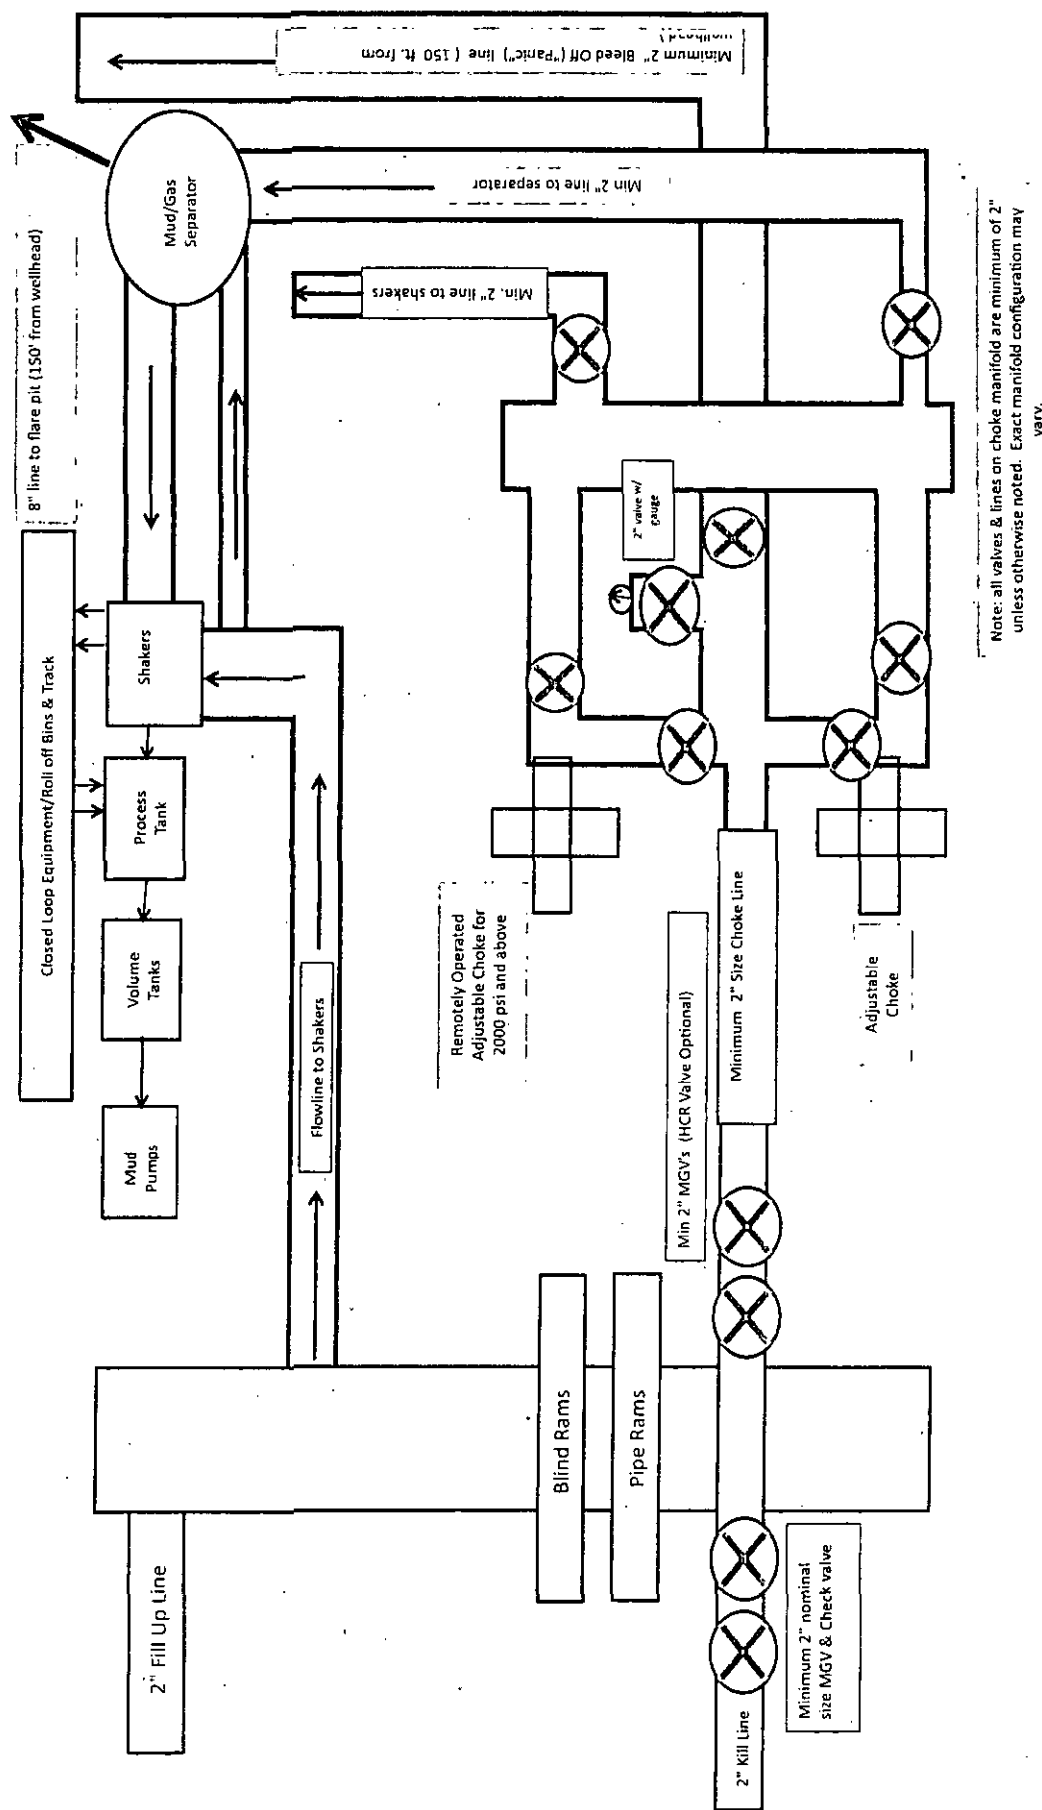 2" Fill Up Line
Mud
Pumps
Volume
Tanks
Process
Tank
Shakers
Closed Loop Equipment/Roll off Bins & Track
8" line to flare pit (150' from wellhead)
Mud/Gas
Separator
Minimum 2" Bleed Off ("Panic") line (150 ft. from
wellhead)
Min 2" line to separator
Min. 2" line to shakers
Flowline to Shakers
Blind Rams
Pipe Rams
2" valve w/
gauge
Remotely Operated
Adjustable Choke for
2000 psi and above
Min 2" MGV's (HCR Valve Optional)
Minimum 2" Size Choke Line
Adjustable
Choke
2" Kill Line
Minimum 2" nominal
size MGV & Check valve
Note: all valves & lines on choke manifold are minimum of 2"
unless otherwise noted. Exact manifold configuration may
vary.